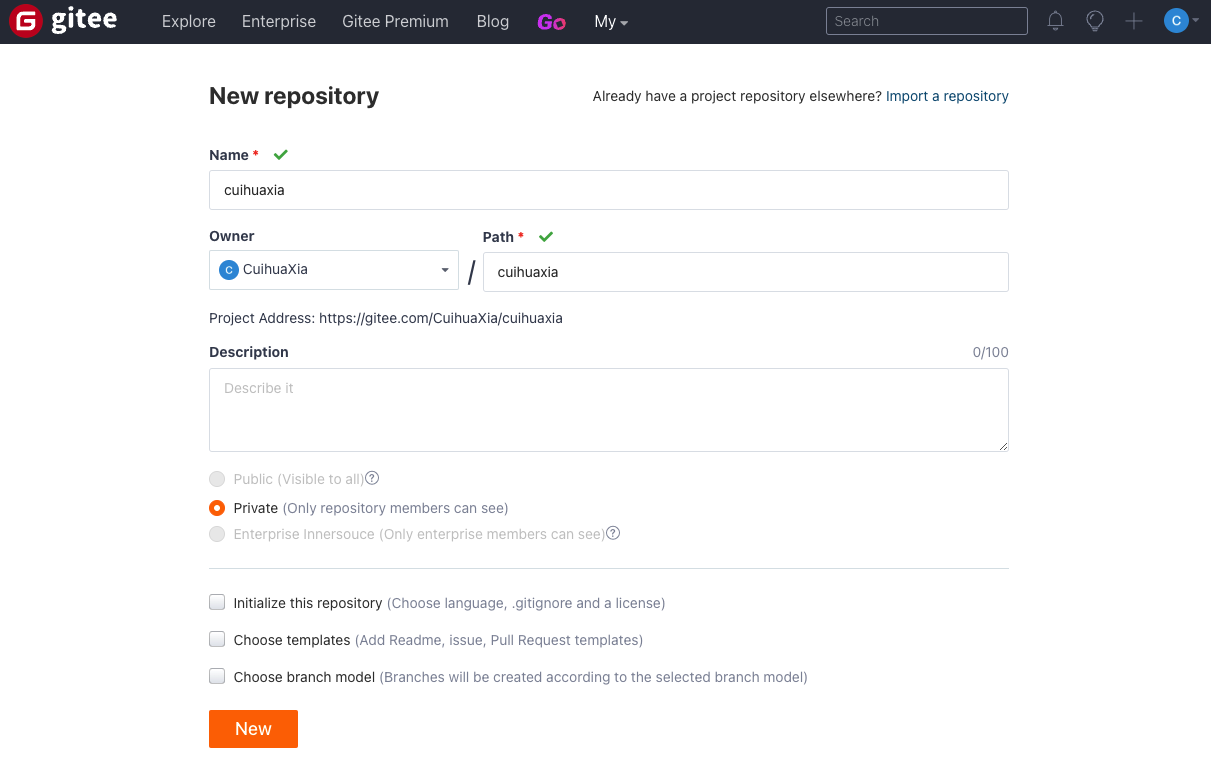 gitee Explore Enterprise Gitee Premium Blog Go My Search C
New repository Already have a project repository elsewhere? Import a repository
Name *
cuihuaxia
Owner Path *
C CuihuaXia / cuihuaxia
Project Address: https://gitee.com/CuihuaXia/cuihuaxia
Description 0/100
Describe it
Public (Visible to all) ?
Private (Only repository members can see)
Enterprise Innersouce (Only enterprise members can see) ?
Initialize this repository (Choose language, .gitignore and a license)
Choose templates (Add Readme, issue, Pull Request templates)
Choose branch model (Branches will be created according to the selected branch model)
New